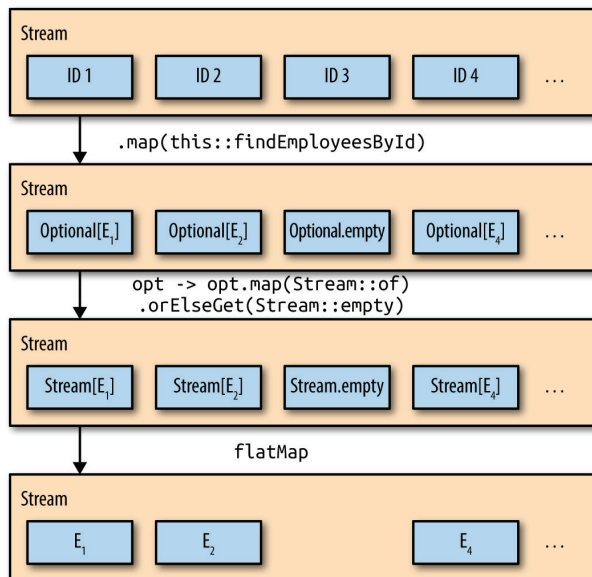 Stream
ID 1 ID 2 ID 3 ID 4 ...
.map(this::findEmployeesById)
Stream
Optional[E₁] Optional[E₂] Optional.empty Optional[E₄] ...
opt -> opt.map(Stream::of)
.orElseGet(Stream::empty)
Stream
Stream[E₁] Stream[E₂] Stream.empty Stream[E₄] ...
flatMap
Stream
E₁ E₂ E₄ ...